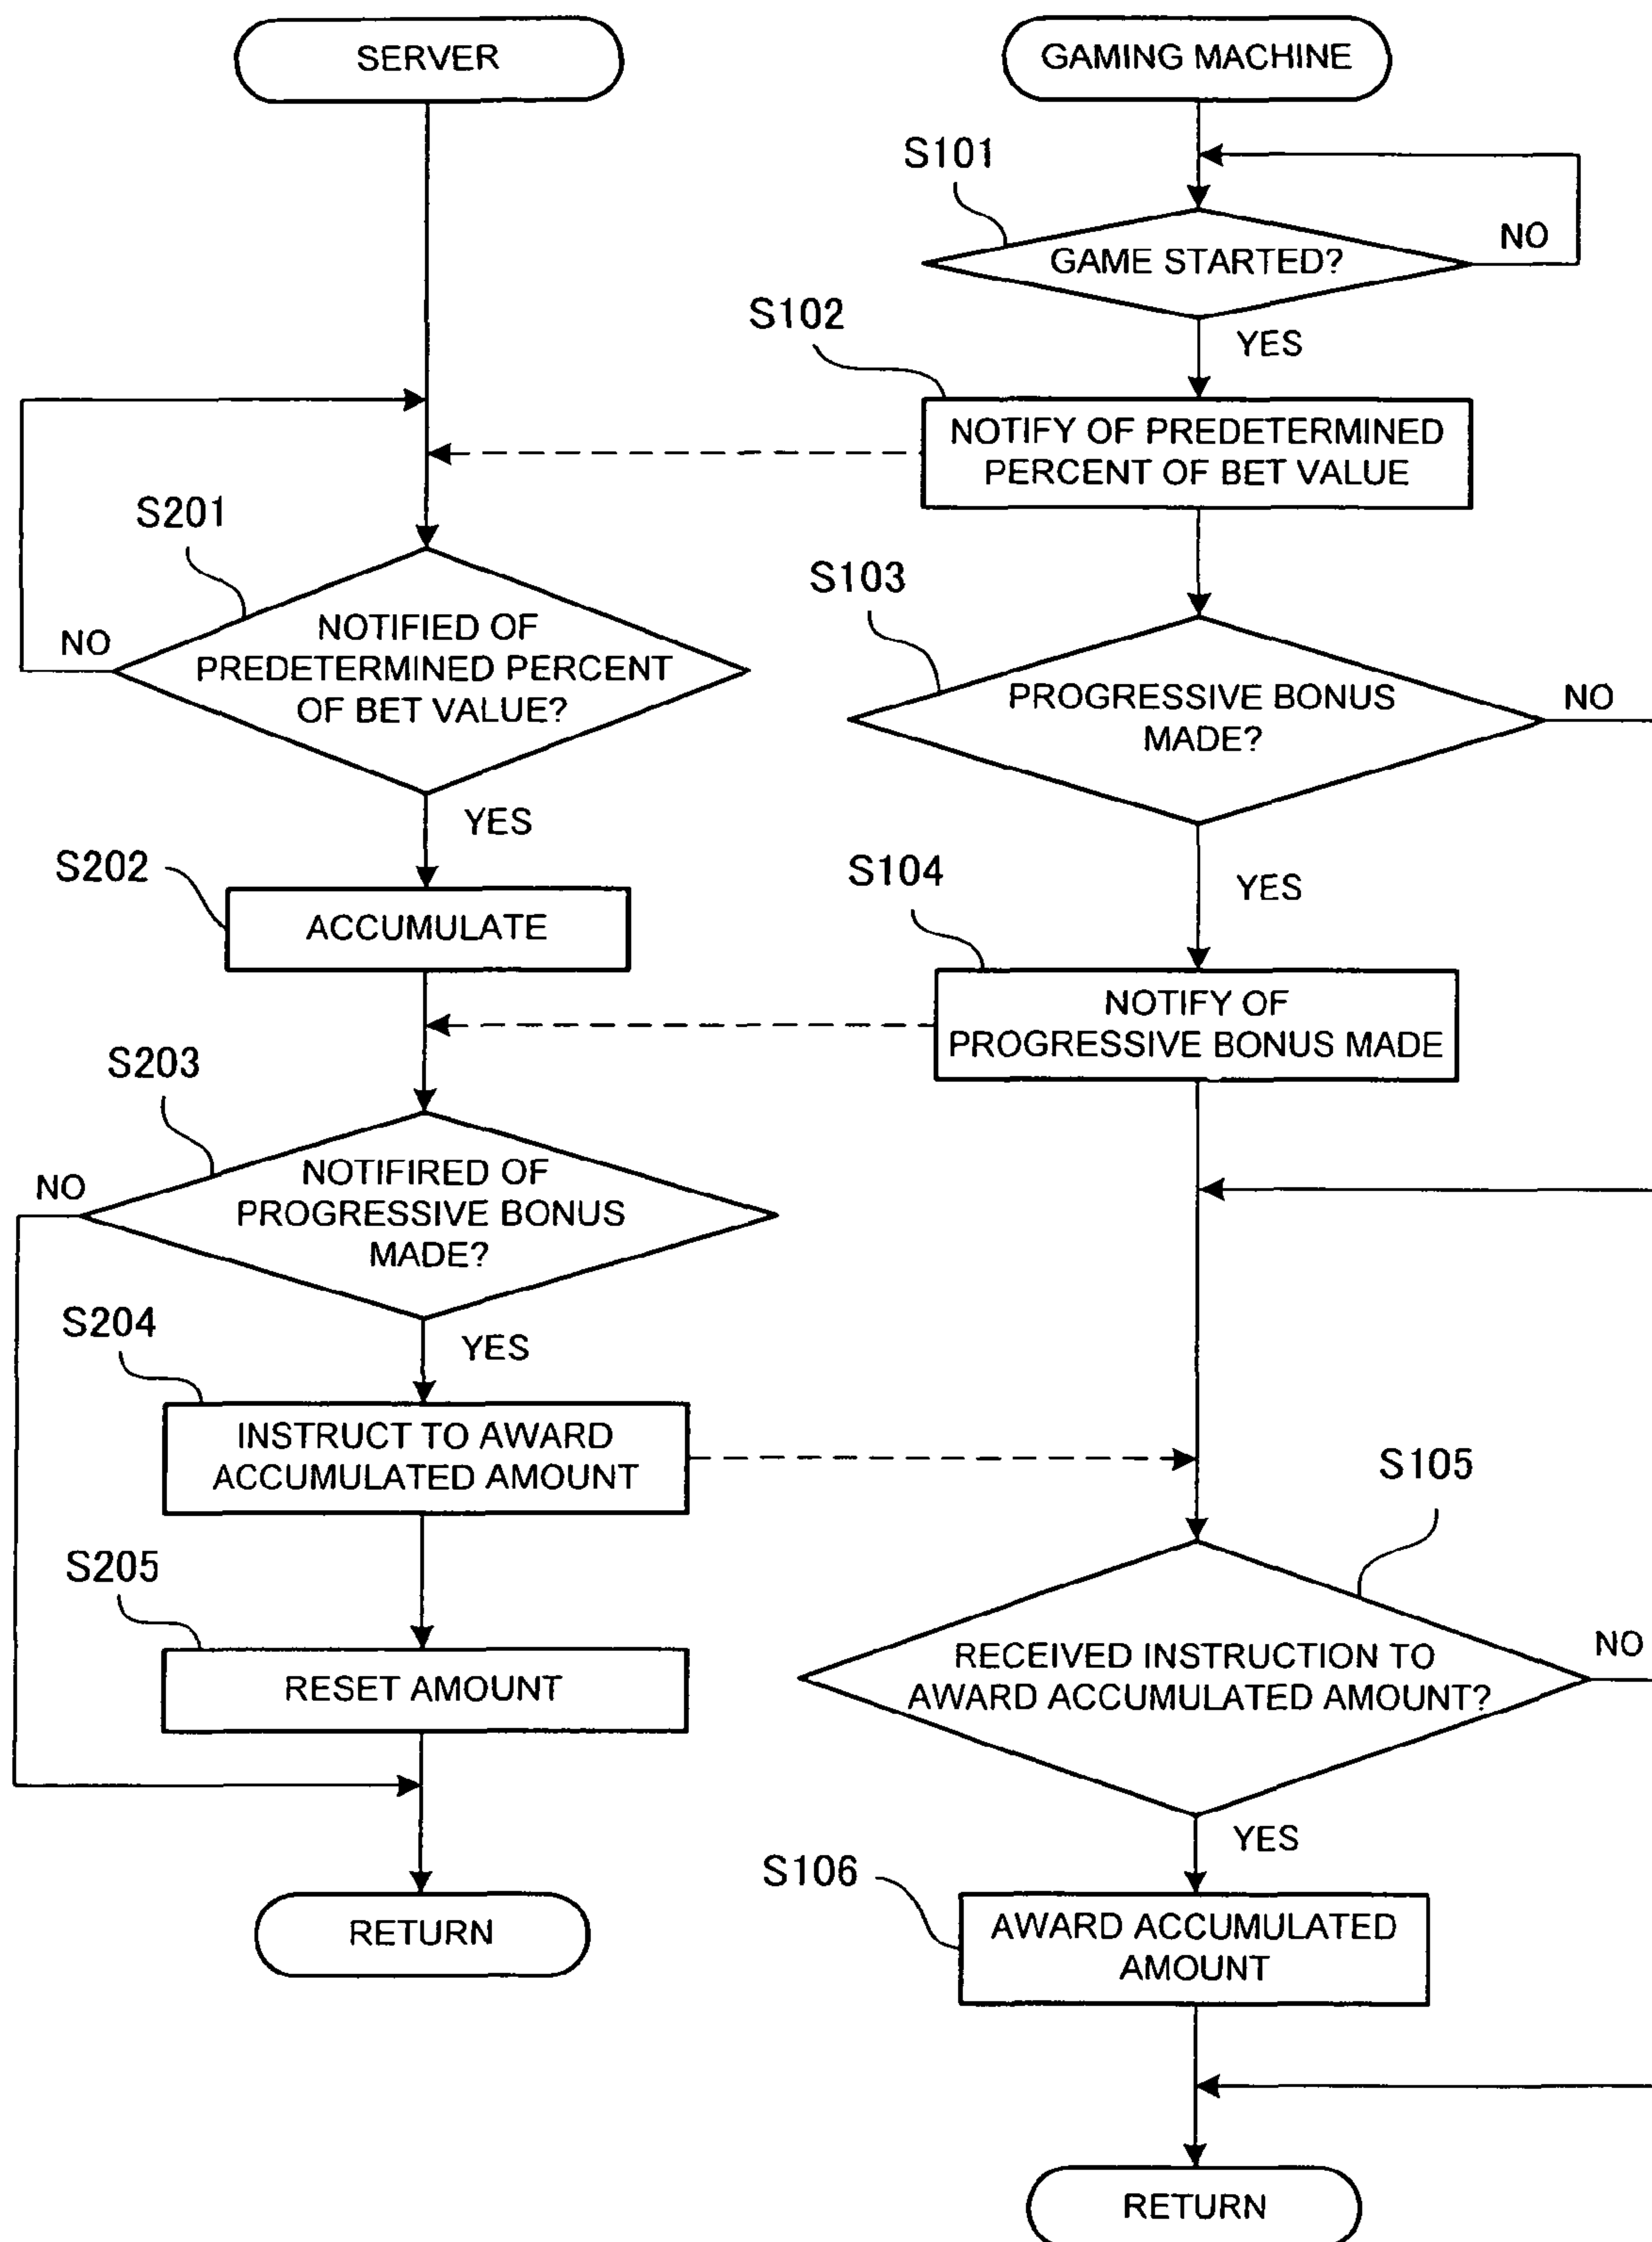 SERVER
GAMING MACHINE
S101
GAME STARTED?
NO
YES
S102
NOTIFY OF PREDETERMINED
PERCENT OF BET VALUE
S201
NOTIFIED OF
PREDETERMINED PERCENT
OF BET VALUE?
NO
YES
S103
PROGRESSIVE BONUS
MADE?
NO
YES
S202
ACCUMULATE
S104
NOTIFY OF
PROGRESSIVE BONUS MADE
S203
NOTIFIRED OF
PROGRESSIVE BONUS
MADE?
NO
YES
S204
INSTRUCT TO AWARD
ACCUMULATED AMOUNT
S105
RECEIVED INSTRUCTION TO
AWARD ACCUMULATED AMOUNT?
NO
YES
S205
RESET AMOUNT
RETURN
S106
AWARD ACCUMULATED
AMOUNT
RETURN